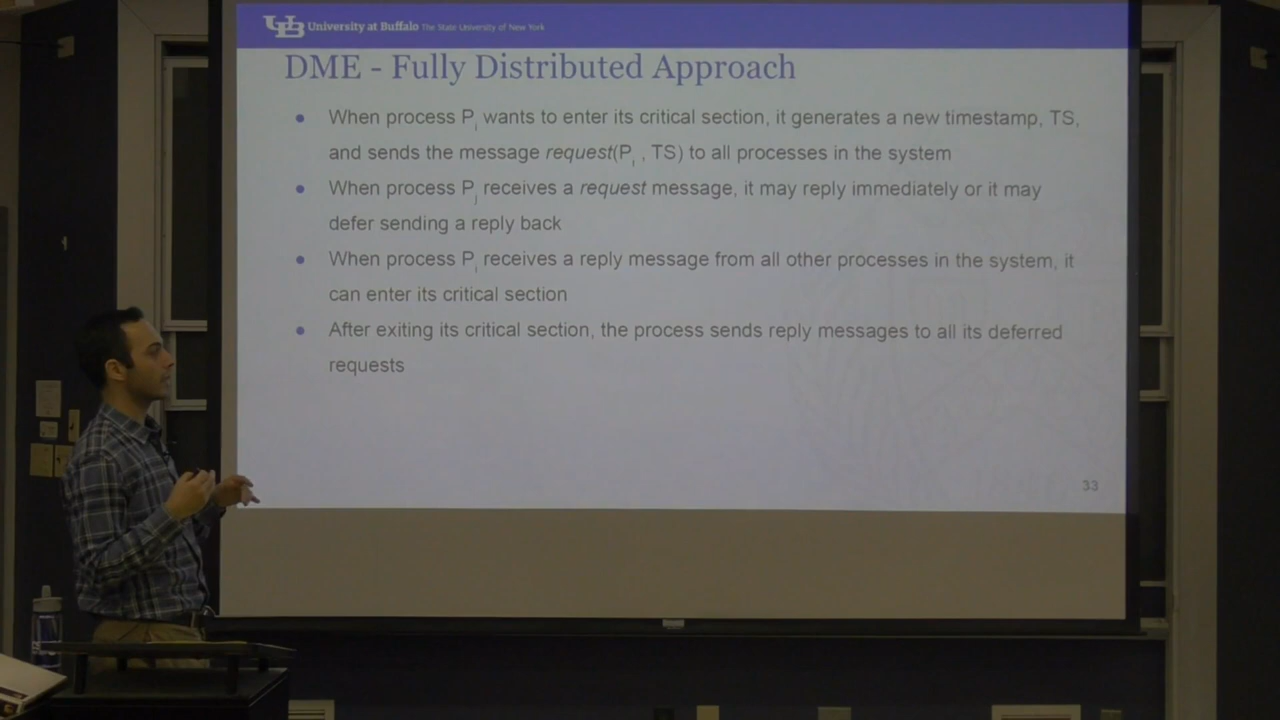 University at Buffalo The State University of New York
DME - Fully Distributed Approach
• When process Pi wants to enter its critical section, it generates a new timestamp, TS,
and sends the message request(Pi , TS) to all processes in the system
• When process Pj receives a request message, it may reply immediately or it may
defer sending a reply back
• When process Pi receives a reply message from all other processes in the system, it
can enter its critical section
• After exiting its critical section, the process sends reply messages to all its deferred
requests
33